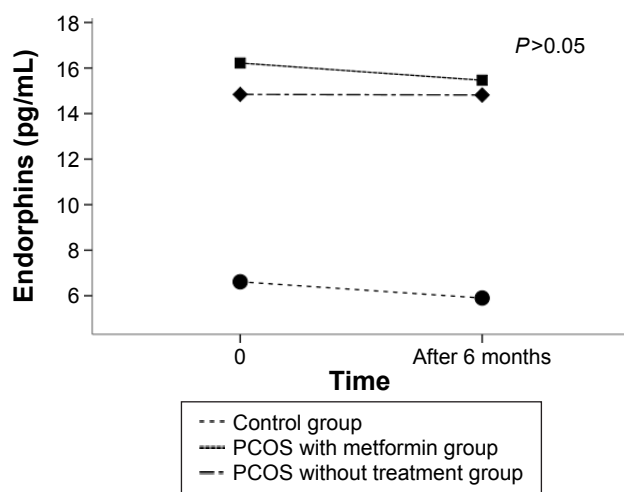 18
16
14
12
10
8
6
Endorphins (pg/mL)
P>0.05
0
After 6 months
Time
Control group
PCOS with metformin group
PCOS without treatment group